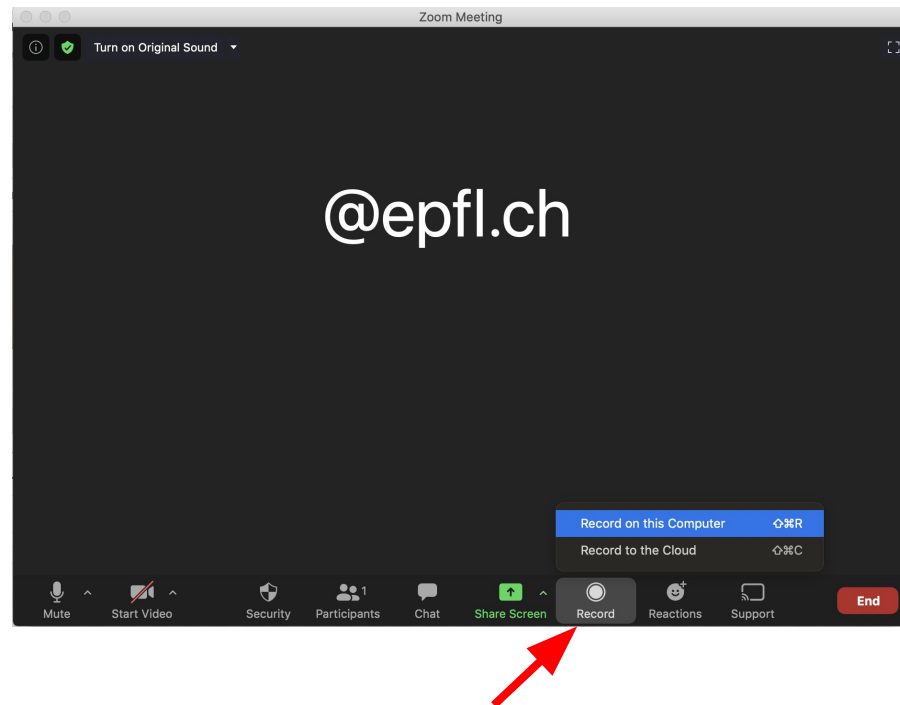 Zoom Meeting
Turn on Original Sound
@epfl.ch
Record on this Computer ⇧⌘R
Record to the Cloud ⇧⌘C
1
Mute Start Video Security Participants Chat Share Screen Record Reactions Support End